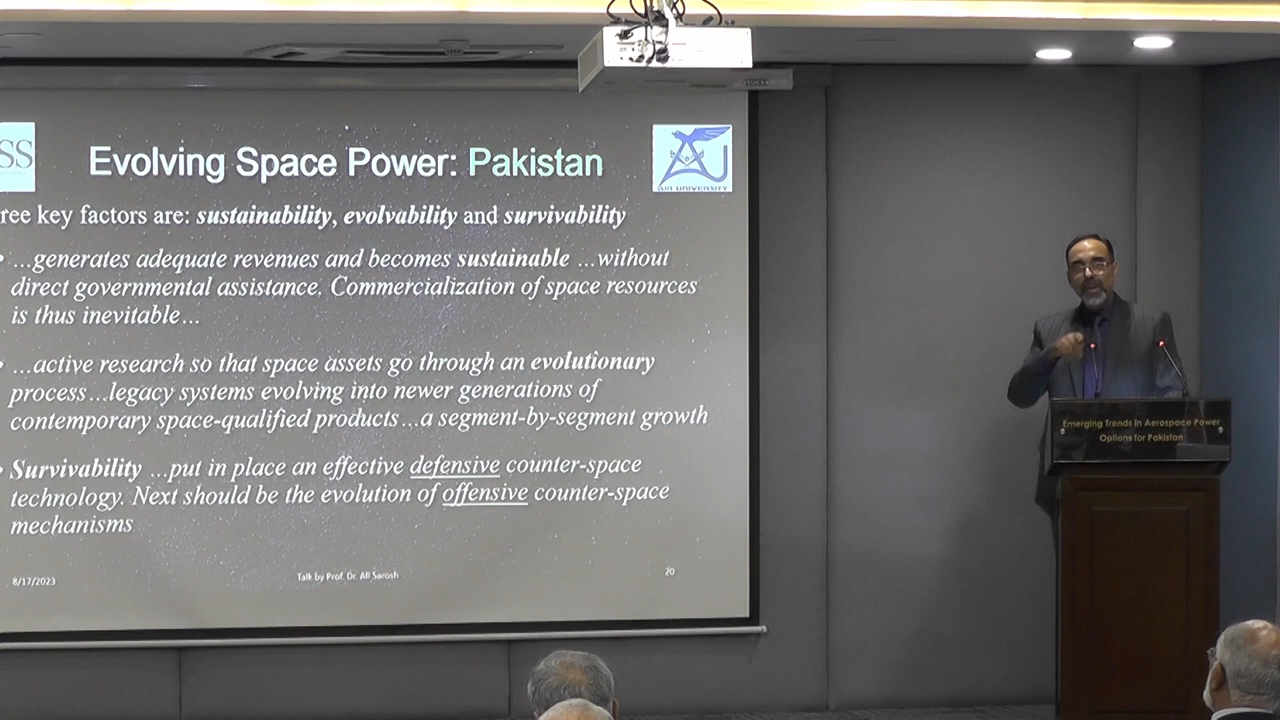 SS
Evolving Space Power: Pakistan
AIR UNIVERSITY
ree key factors are: sustainability, evolvability and survivability
• …generates adequate revenues and becomes sustainable …without
direct governmental assistance. Commercialization of space resources
is thus inevitable…
• …active research so that space assets go through an evolutionary
process…legacy systems evolving into newer generations of
contemporary space-qualified products…a segment-by-segment growth
• Survivability …put in place an effective defensive counter-space
technology. Next should be the evolution of offensive counter-space
mechanisms
8/17/2023
Talk by Prof. Dr. Ali Sarosh
20
Emerging Trends in Aerospace Power
Options for Pakistan